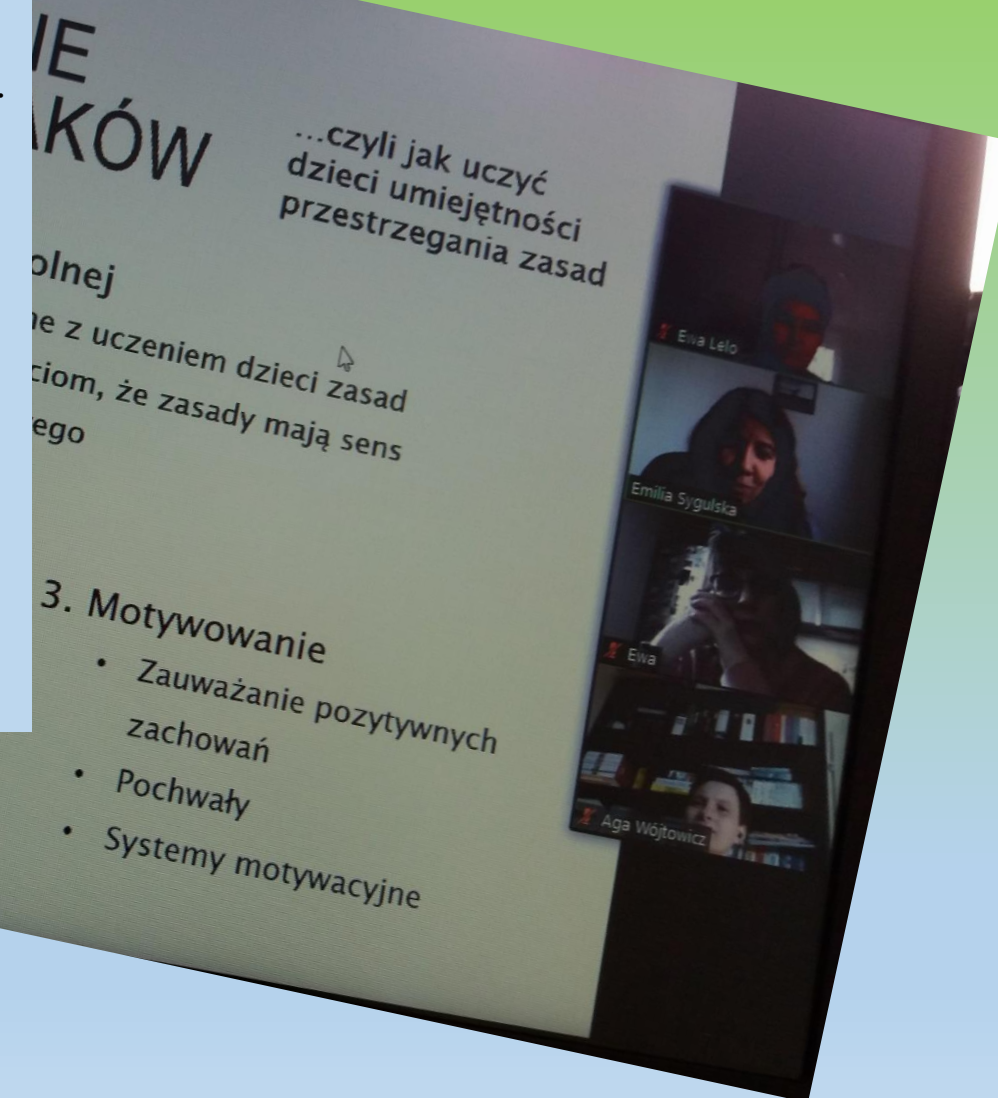 IE
AKÓW
...czyli jak uczyć
dzieci umiejętności
przestrzegania zasad
olnej
ne z uczeniem dzieci zasad
ciom, że zasady mają sens
ego
3. Motywowanie
• Zauważanie pozytywnych
zachowań
• Pochwały
• Systemy motywacyjne
Ewa Lelo
Emilia Sygulska
Ewa
Aga Wójtowicz